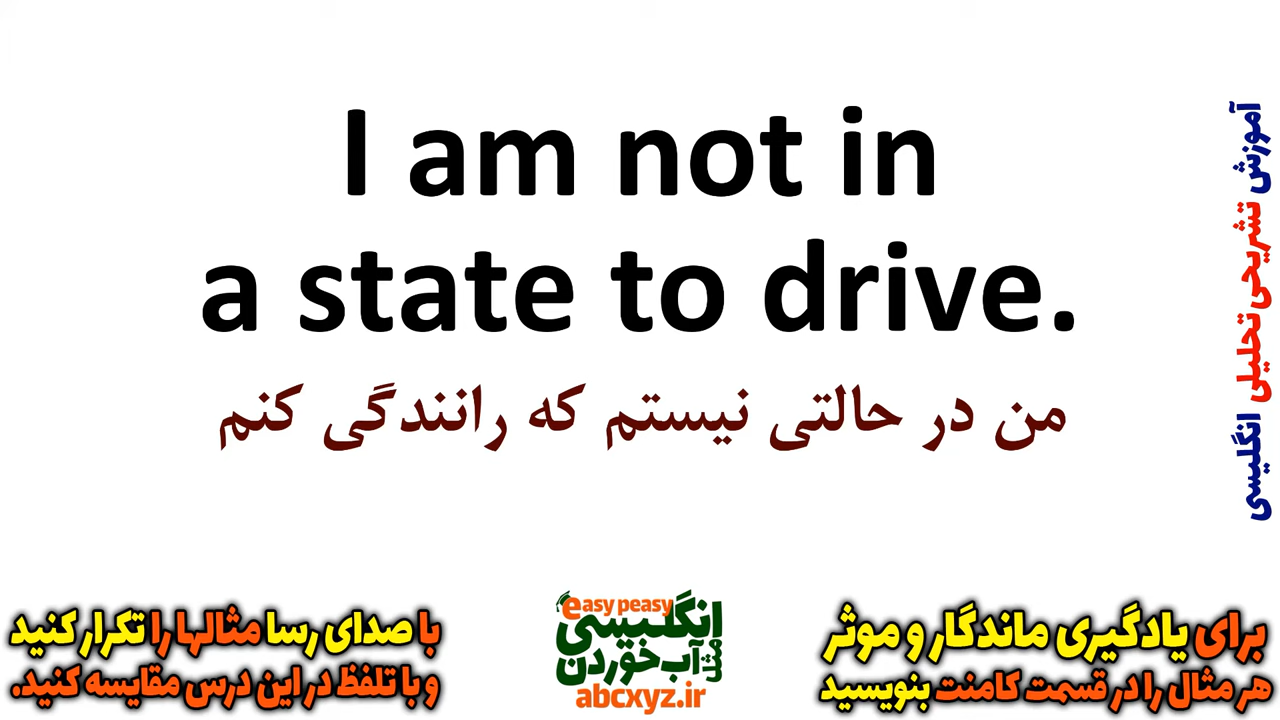 I am not in
a state to drive.
من در حالتی نیستم که رانندگی کنم
آموزش تشریحی تحلیلی انگلیسی
برای یادگیری ماندگار و موثر
هر مثال را در قسمت کامنت بنویسید
easy peasy
انگلیسی
مثل آب خوردن
abcxyz.ir
با صدای رسا مثالها را تکرار کنید
و با تلفظ در این درس مقایسه کنید.